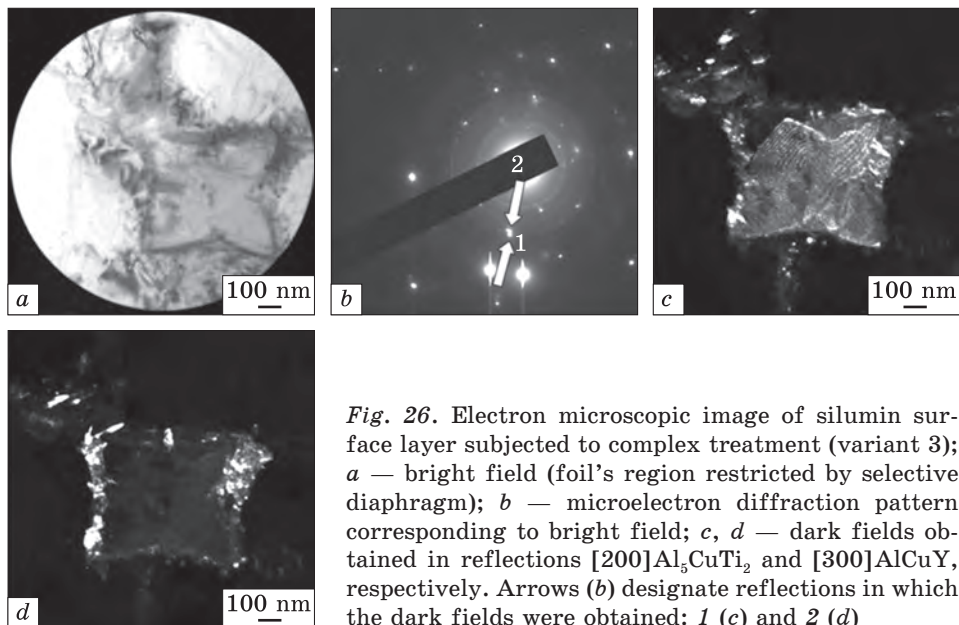 2
1
a
100 nm
b
c
100 nm
d
100 nm
Fig. 26. Electron microscopic image of silumin sur-
face layer subjected to complex treatment (variant 3);
a — bright field (foil's region restricted by selective
diaphragm); b — microelectron diffraction pattern
corresponding to bright field; c, d — dark fields ob-
tained in reflections [200]Al₅CuTi₂ and [300]AlCuY,
respectively. Arrows (b) designate reflections in which
the dark fields were obtained: 1 (c) and 2 (d)